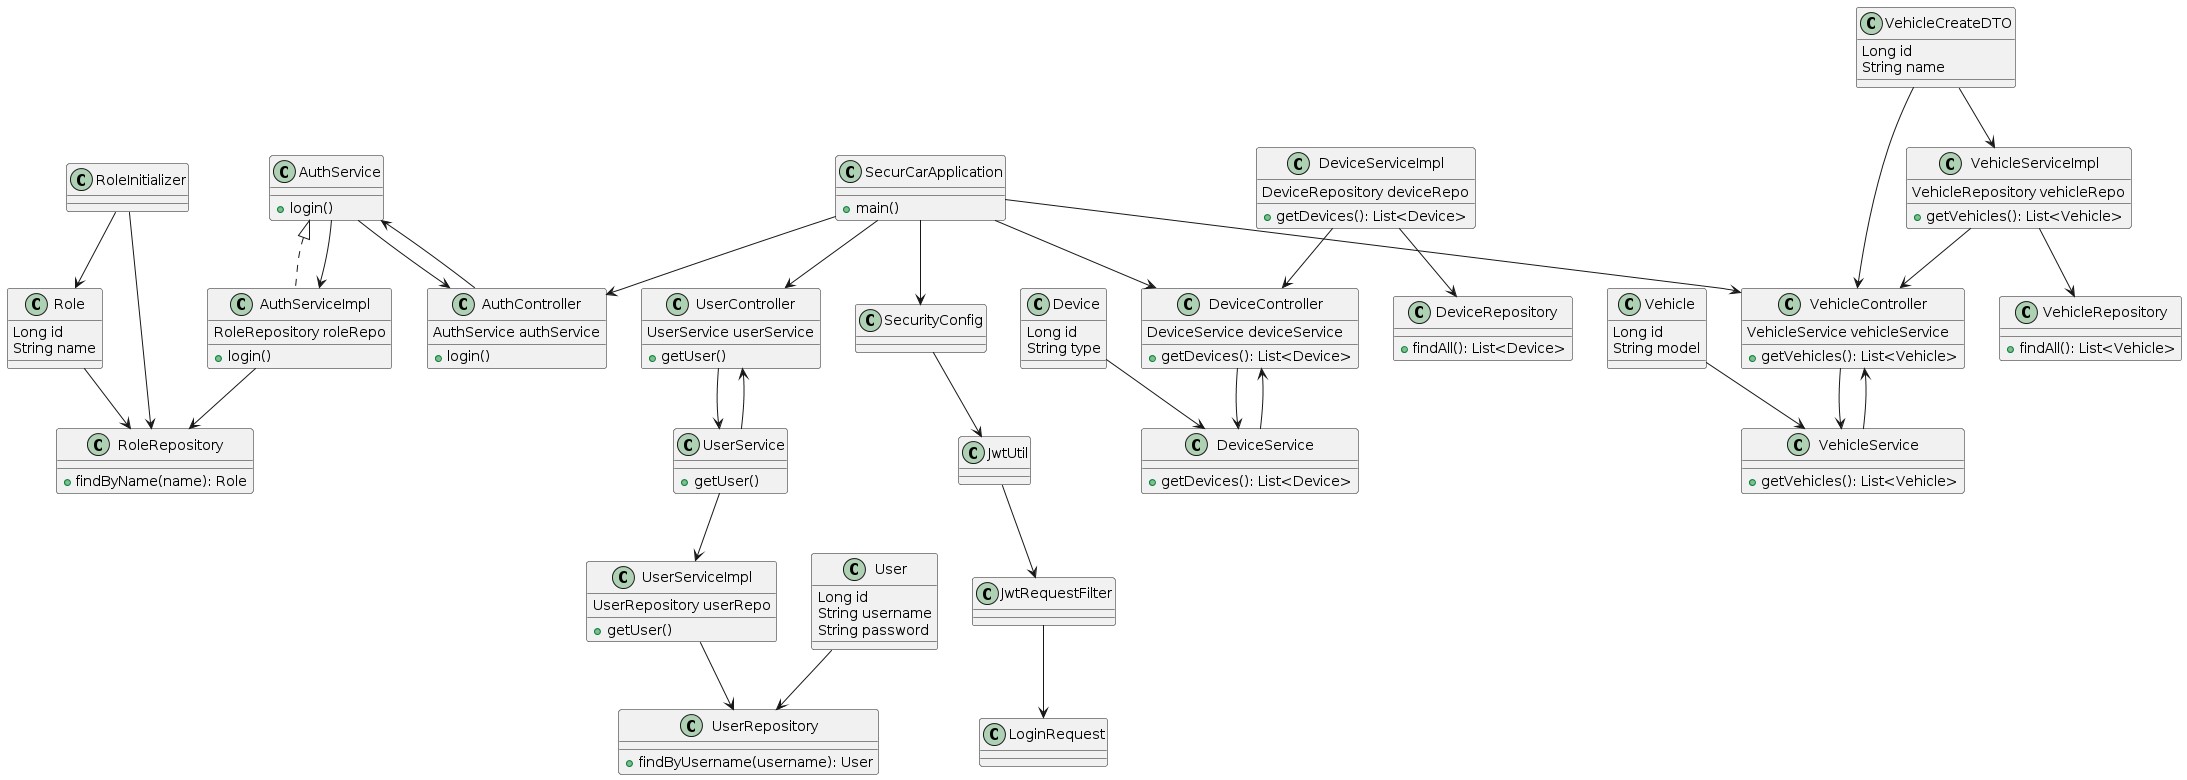 C VehicleCreateDTO
Long id
String name
C RoleInitializer
C AuthService
login()
C SecurCarApplication
main()
C DeviceServiceImpl
DeviceRepository deviceRepo
getDevices(): List<Device>
C VehicleServiceImpl
VehicleRepository vehicleRepo
getVehicles(): List<Vehicle>
C Role
Long id
String name
C AuthServiceImpl
RoleRepository roleRepo
login()
C AuthController
AuthService authService
login()
C UserController
UserService userService
getUser()
C SecurityConfig
C Device
Long id
String type
C DeviceController
DeviceService deviceService
getDevices(): List<Device>
C DeviceRepository
findAll(): List<Device>
C Vehicle
Long id
String model
C VehicleController
VehicleService vehicleService
getVehicles(): List<Vehicle>
C VehicleRepository
findAll(): List<Vehicle>
C RoleRepository
findByName(name): Role
C UserService
getUser()
C JwtUtil
C DeviceService
getDevices(): List<Device>
C VehicleService
getVehicles(): List<Vehicle>
C UserServiceImpl
UserRepository userRepo
getUser()
C User
Long id
String username
String password
C JwtRequestFilter
C UserRepository
findByUsername(username): User
C LoginRequest